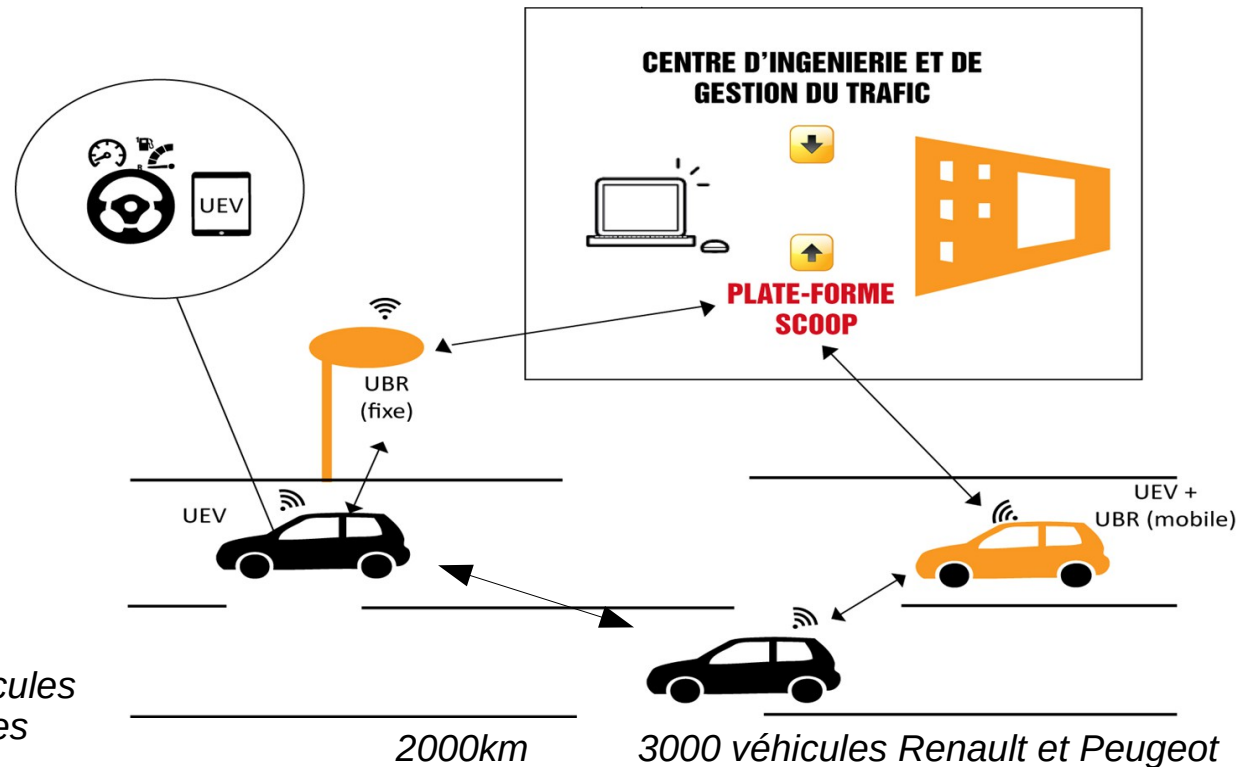 CENTRE D'INGENIERIE ET DE
GESTION DU TRAFIC
UEV
PLATE-FORME
SCOOP
UBR
(fixe)
UEV
UEV +
UBR (mobile)
2000km
3000 véhicules Renault et Peugeot